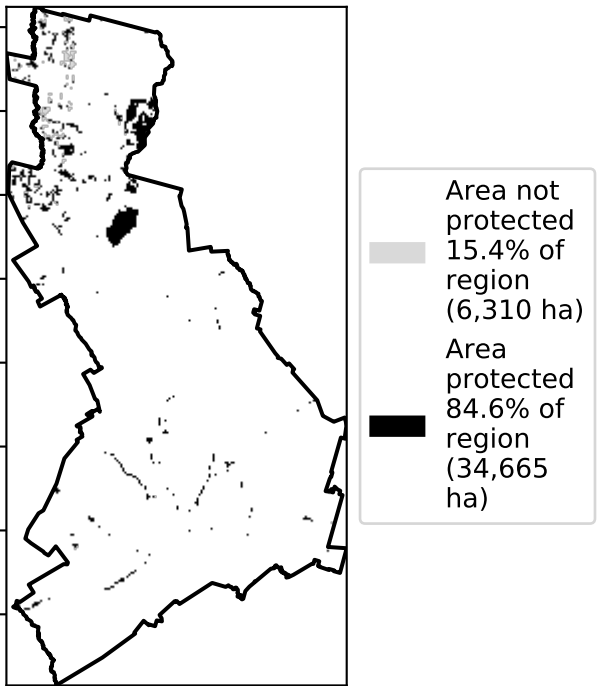 Area not
protected
15.4% of
region
(6,310 ha)
Area
protected
84.6% of
region
(34,665
ha)